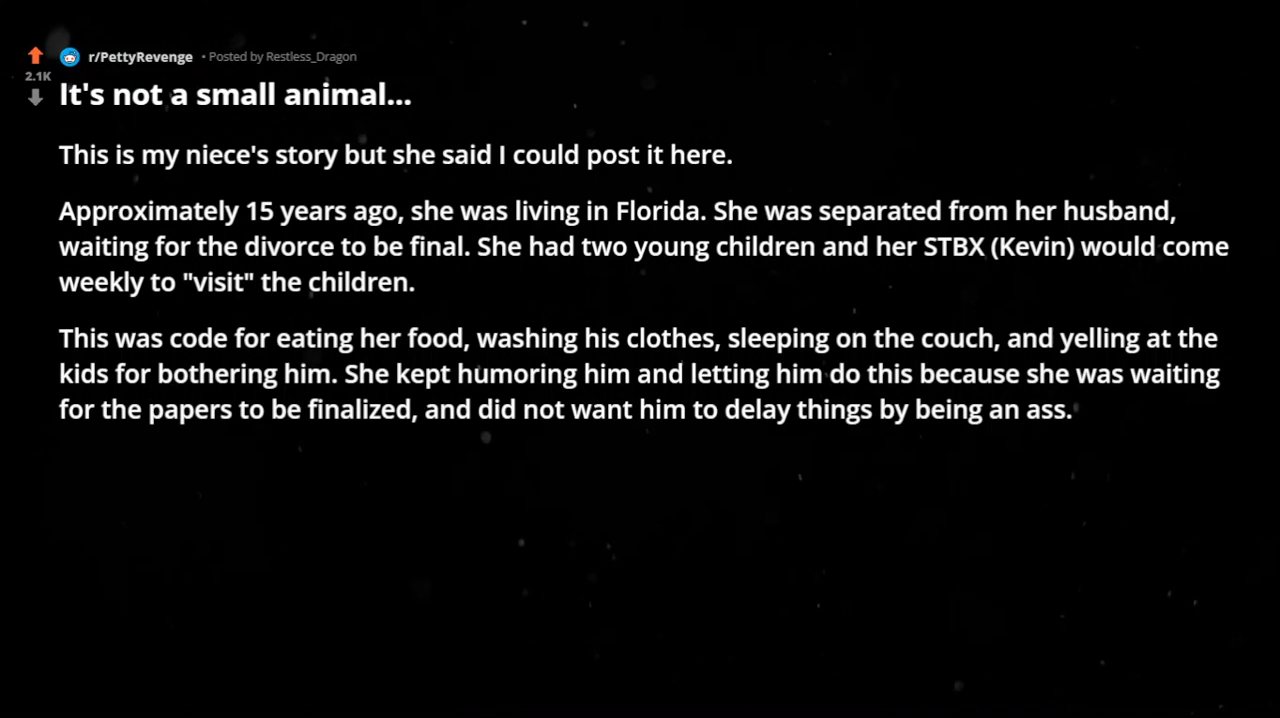 r/PettyRevenge • Posted by Restless_Dragon
2.1K
It's not a small animal...
This is my niece's story but she said I could post it here.
Approximately 15 years ago, she was living in Florida. She was separated from her husband,
waiting for the divorce to be final. She had two young children and her STBX (Kevin) would come
weekly to "visit" the children.
This was code for eating her food, washing his clothes, sleeping on the couch, and yelling at the
kids for bothering him. She kept humoring him and letting him do this because she was waiting
for the papers to be finalized, and did not want him to delay things by being an ass.